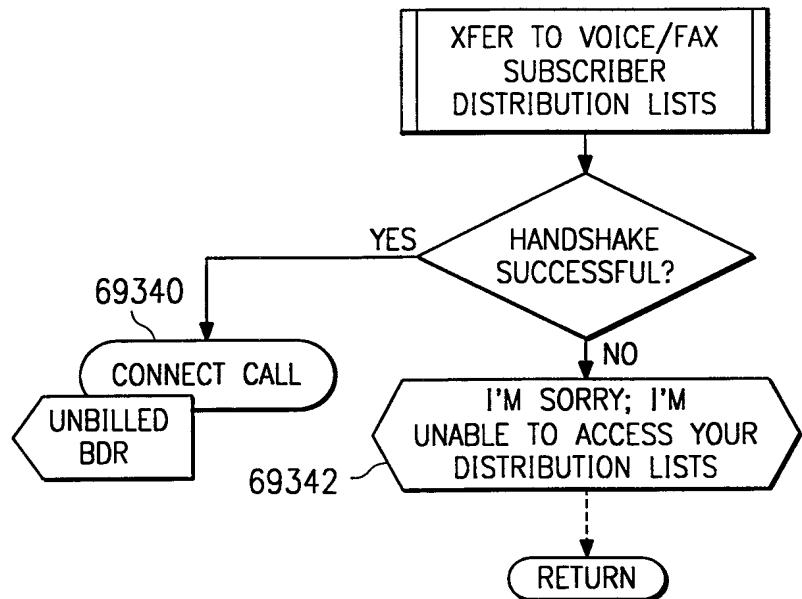 XFER TO VOICE/FAX
SUBSCRIBER
DISTRIBUTION LISTS
HANDSHAKE
SUCCESSFUL?
YES
69340
CONNECT CALL
UNBILLED
BDR
NO
I'M SORRY; I'M
UNABLE TO ACCESS YOUR
DISTRIBUTION LISTS
69342
RETURN